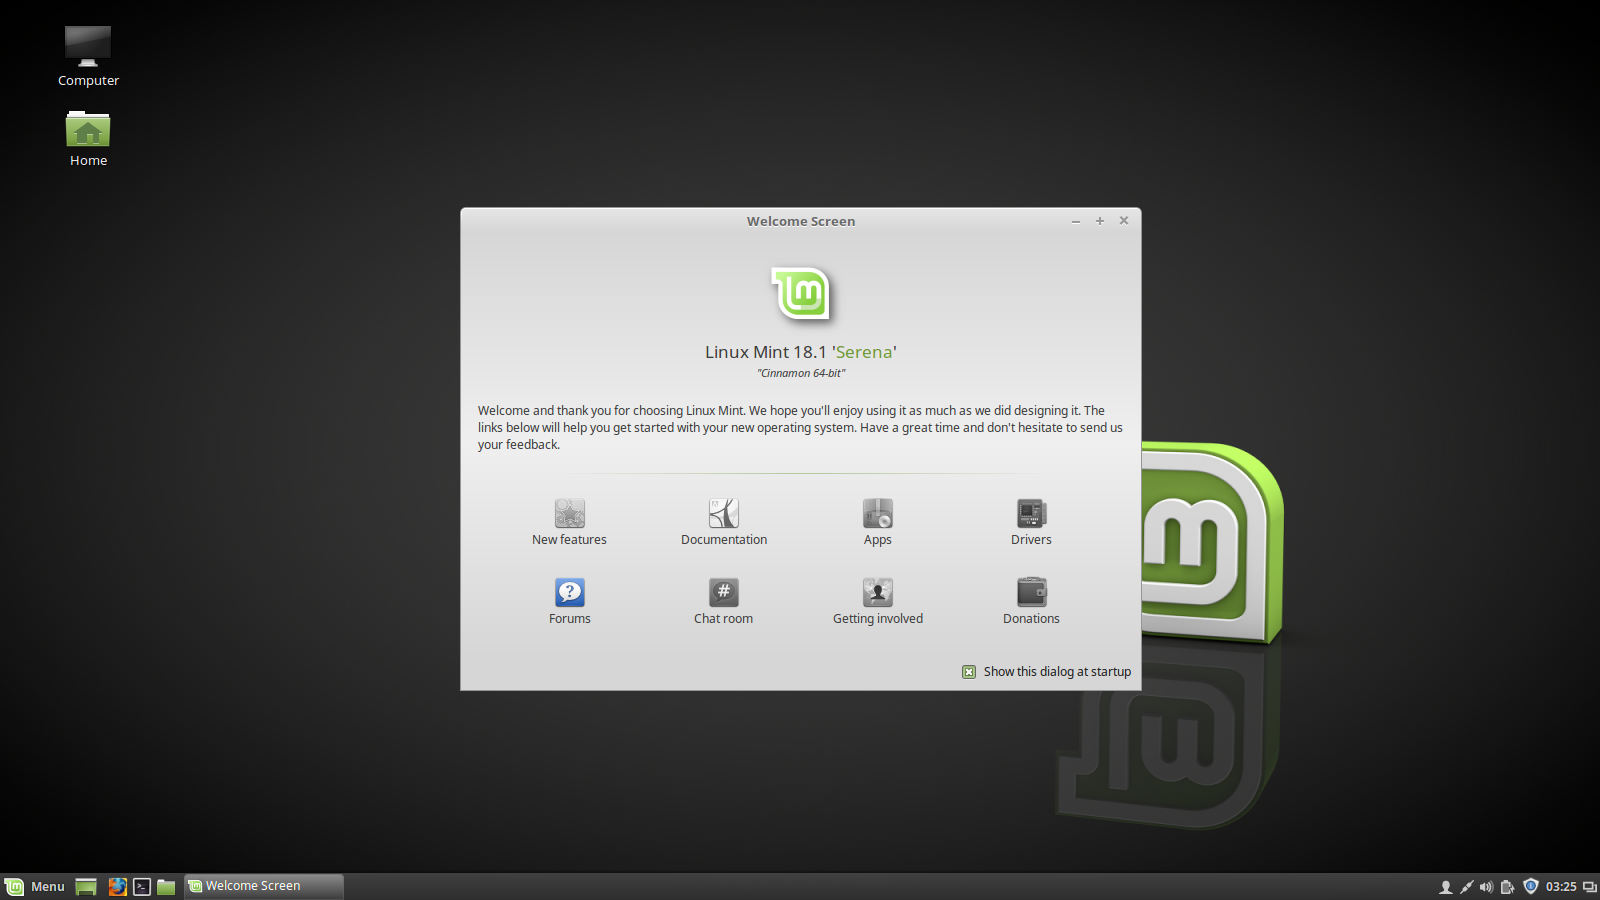 Computer
Home
Welcome Screen
Linux Mint 18.1 'Serena'
"Cinnamon 64-bit"
Welcome and thank you for choosing Linux Mint. We hope you'll enjoy using it as much as we did designing it. The
links below will help you get started with your new operating system. Have a great time and don't hesitate to send us
your feedback.
New features Documentation Apps Drivers
Forums Chat room Getting involved Donations
Show this dialog at startup
Menu Welcome Screen 03:25